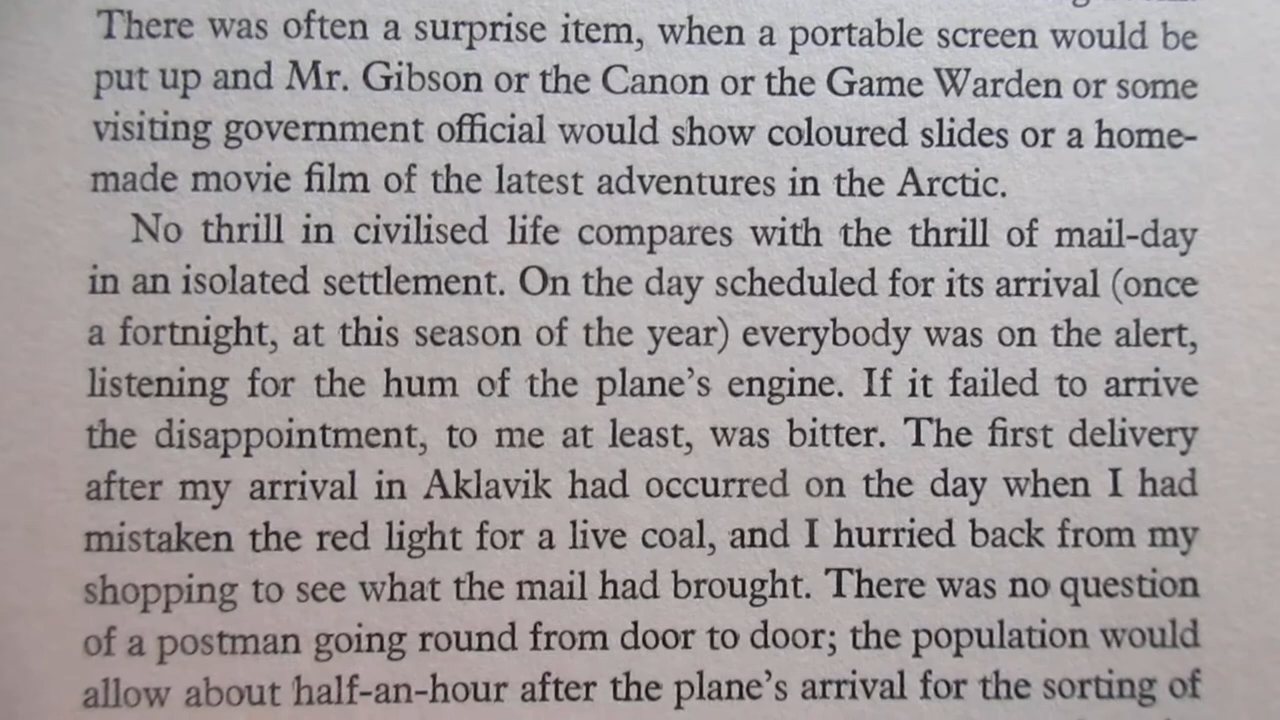 There was often a surprise item, when a portable screen would be
put up and Mr. Gibson or the Canon or the Game Warden or some
visiting government official would show coloured slides or a home-
made movie film of the latest adventures in the Arctic.
No thrill in civilised life compares with the thrill of mail-day
in an isolated settlement. On the day scheduled for its arrival (once
a fortnight, at this season of the year) everybody was on the alert,
listening for the hum of the plane's engine. If it failed to arrive
the disappointment, to me at least, was bitter. The first delivery
after my arrival in Aklavik had occurred on the day when I had
mistaken the red light for a live coal, and I hurried back from my
shopping to see what the mail had brought. There was no question
of a postman going round from door to door; the population would
allow about half-an-hour after the plane's arrival for the sorting of